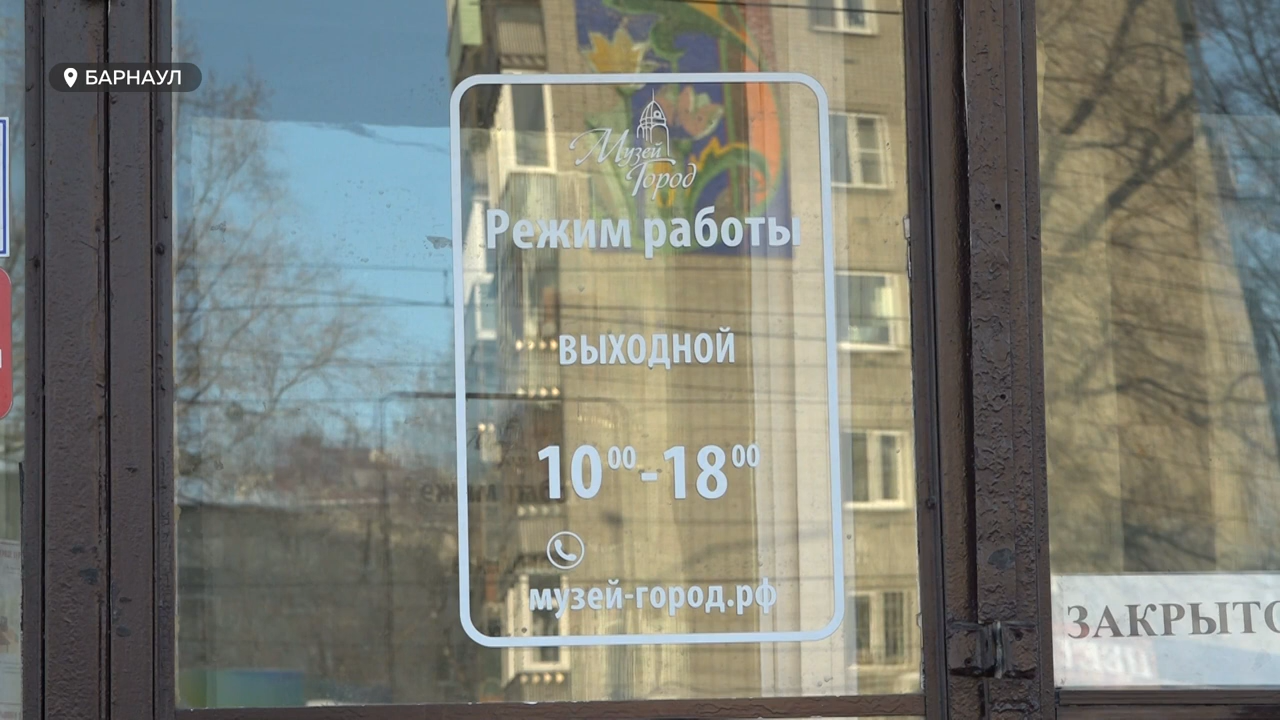 БАРНАУЛ
Музей
Город
Режим работы
выходной
10⁰⁰-18⁰⁰
музей-город.рф
ЗАКРЫТО